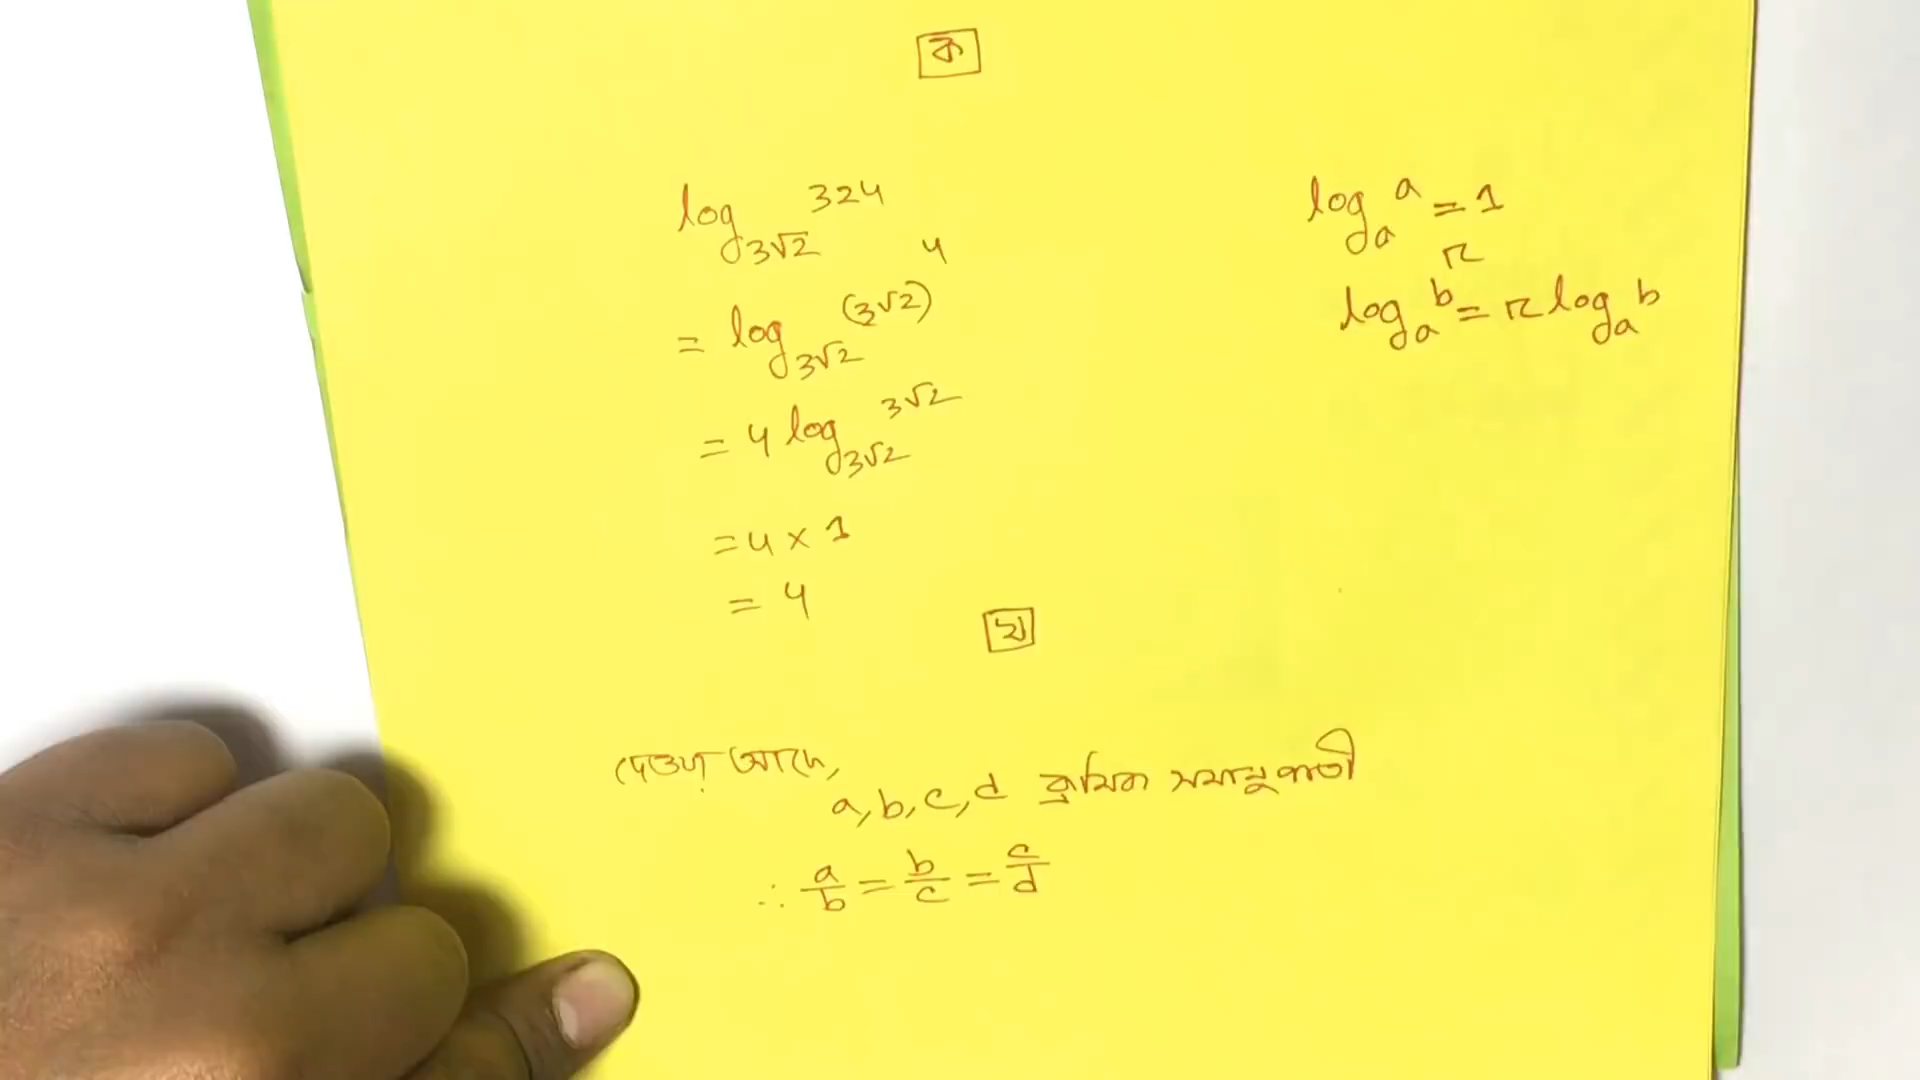 ক
log_{3√2} 324
= log_{3√2} (3√2)^4
= 4 log_{3√2} 3√2
= 4 × 1
= 4
log_a a = 1
log_a b^r = r log_a b
খ
দেওয়া আছে,
a, b, c, d ক্রমিক সমানুপাতী
∴ a/b = b/c = c/d